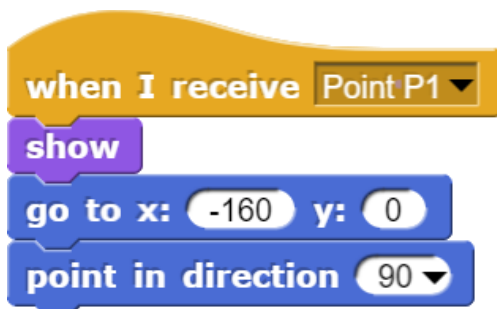 when I receive Point P1
show
go to x: -160 y: 0
point in direction 90